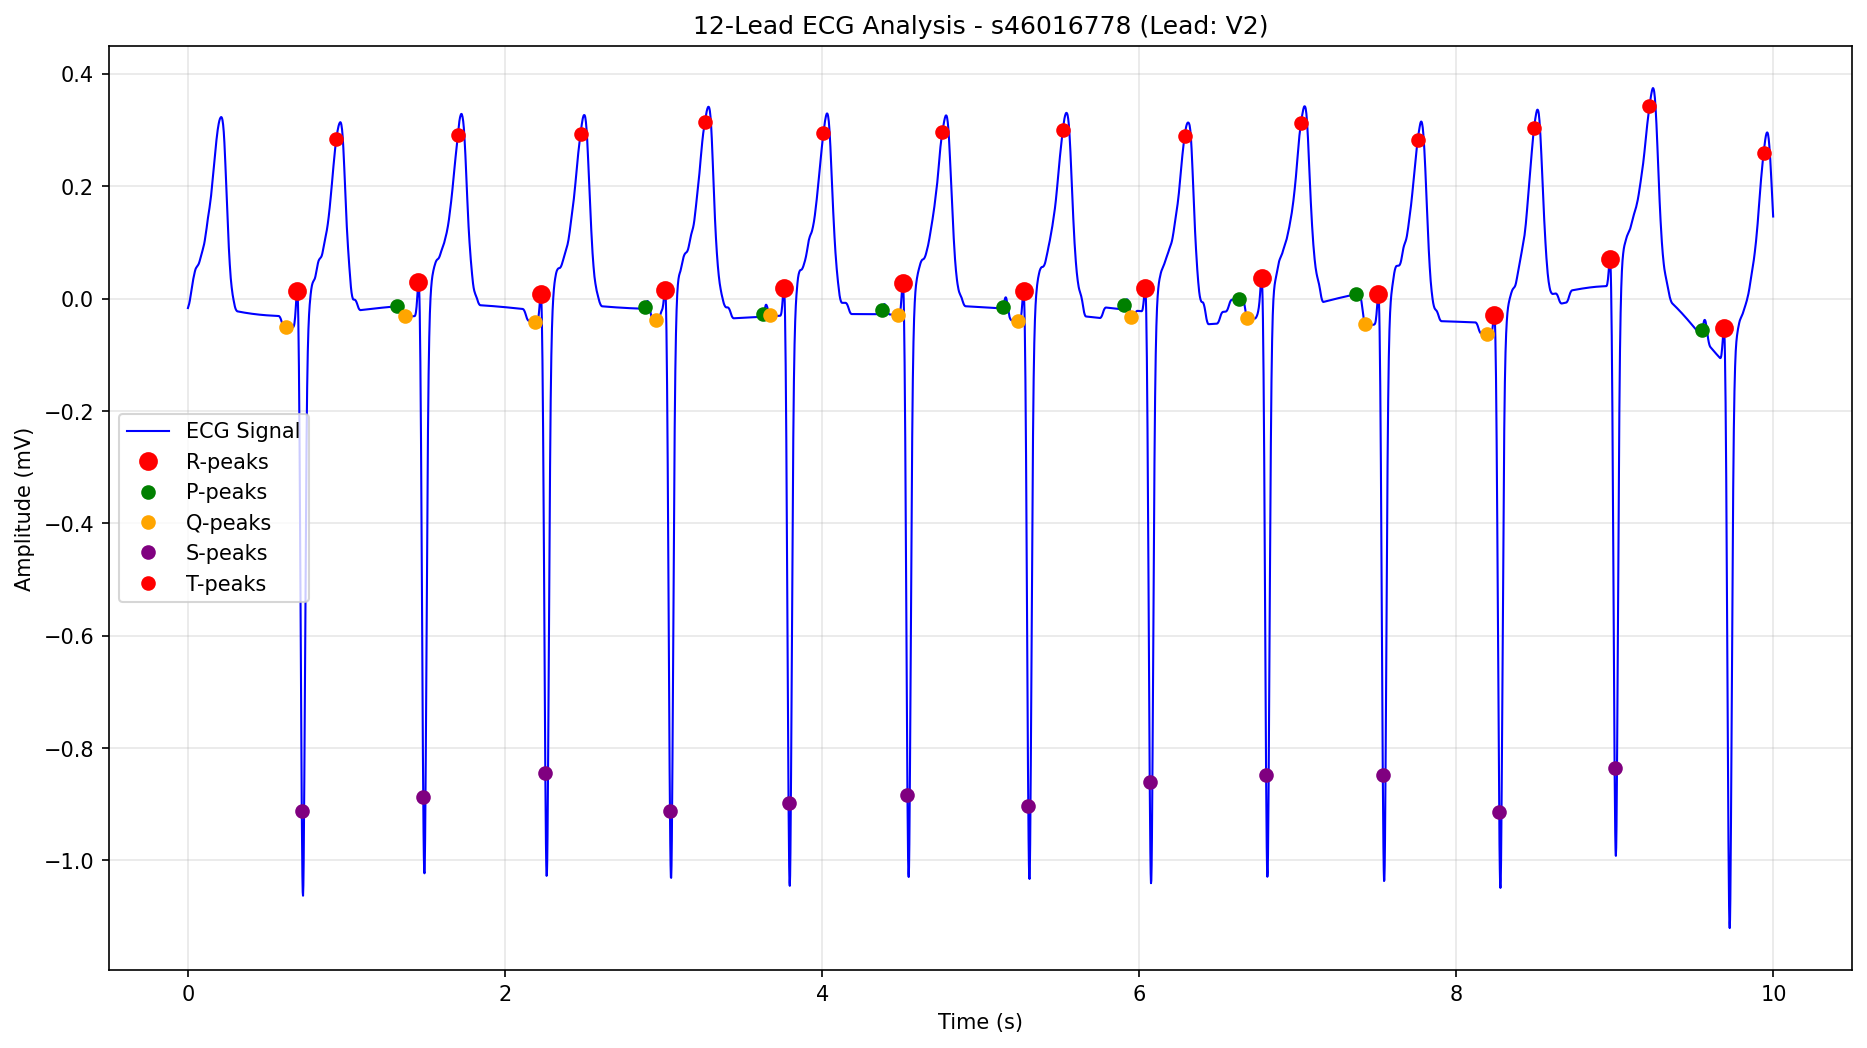 12-Lead ECG Analysis - s46016778 (Lead: V2)
Amplitude (mV)
0.4
0.2
0.0
−0.2
−0.4
−0.6
−0.8
−1.0
ECG Signal
R-peaks
P-peaks
Q-peaks
S-peaks
T-peaks
0 2 4 6 8 10
Time (s)